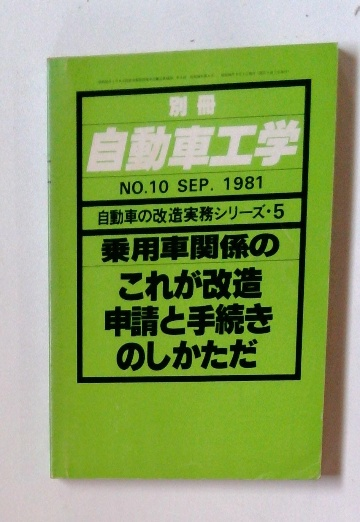 別冊
自動車工学
NO.10 SEP. 1981
自動車の改造実務シリーズ・5
乗用車関係の
これが改造
申請と手続き
のしかただ